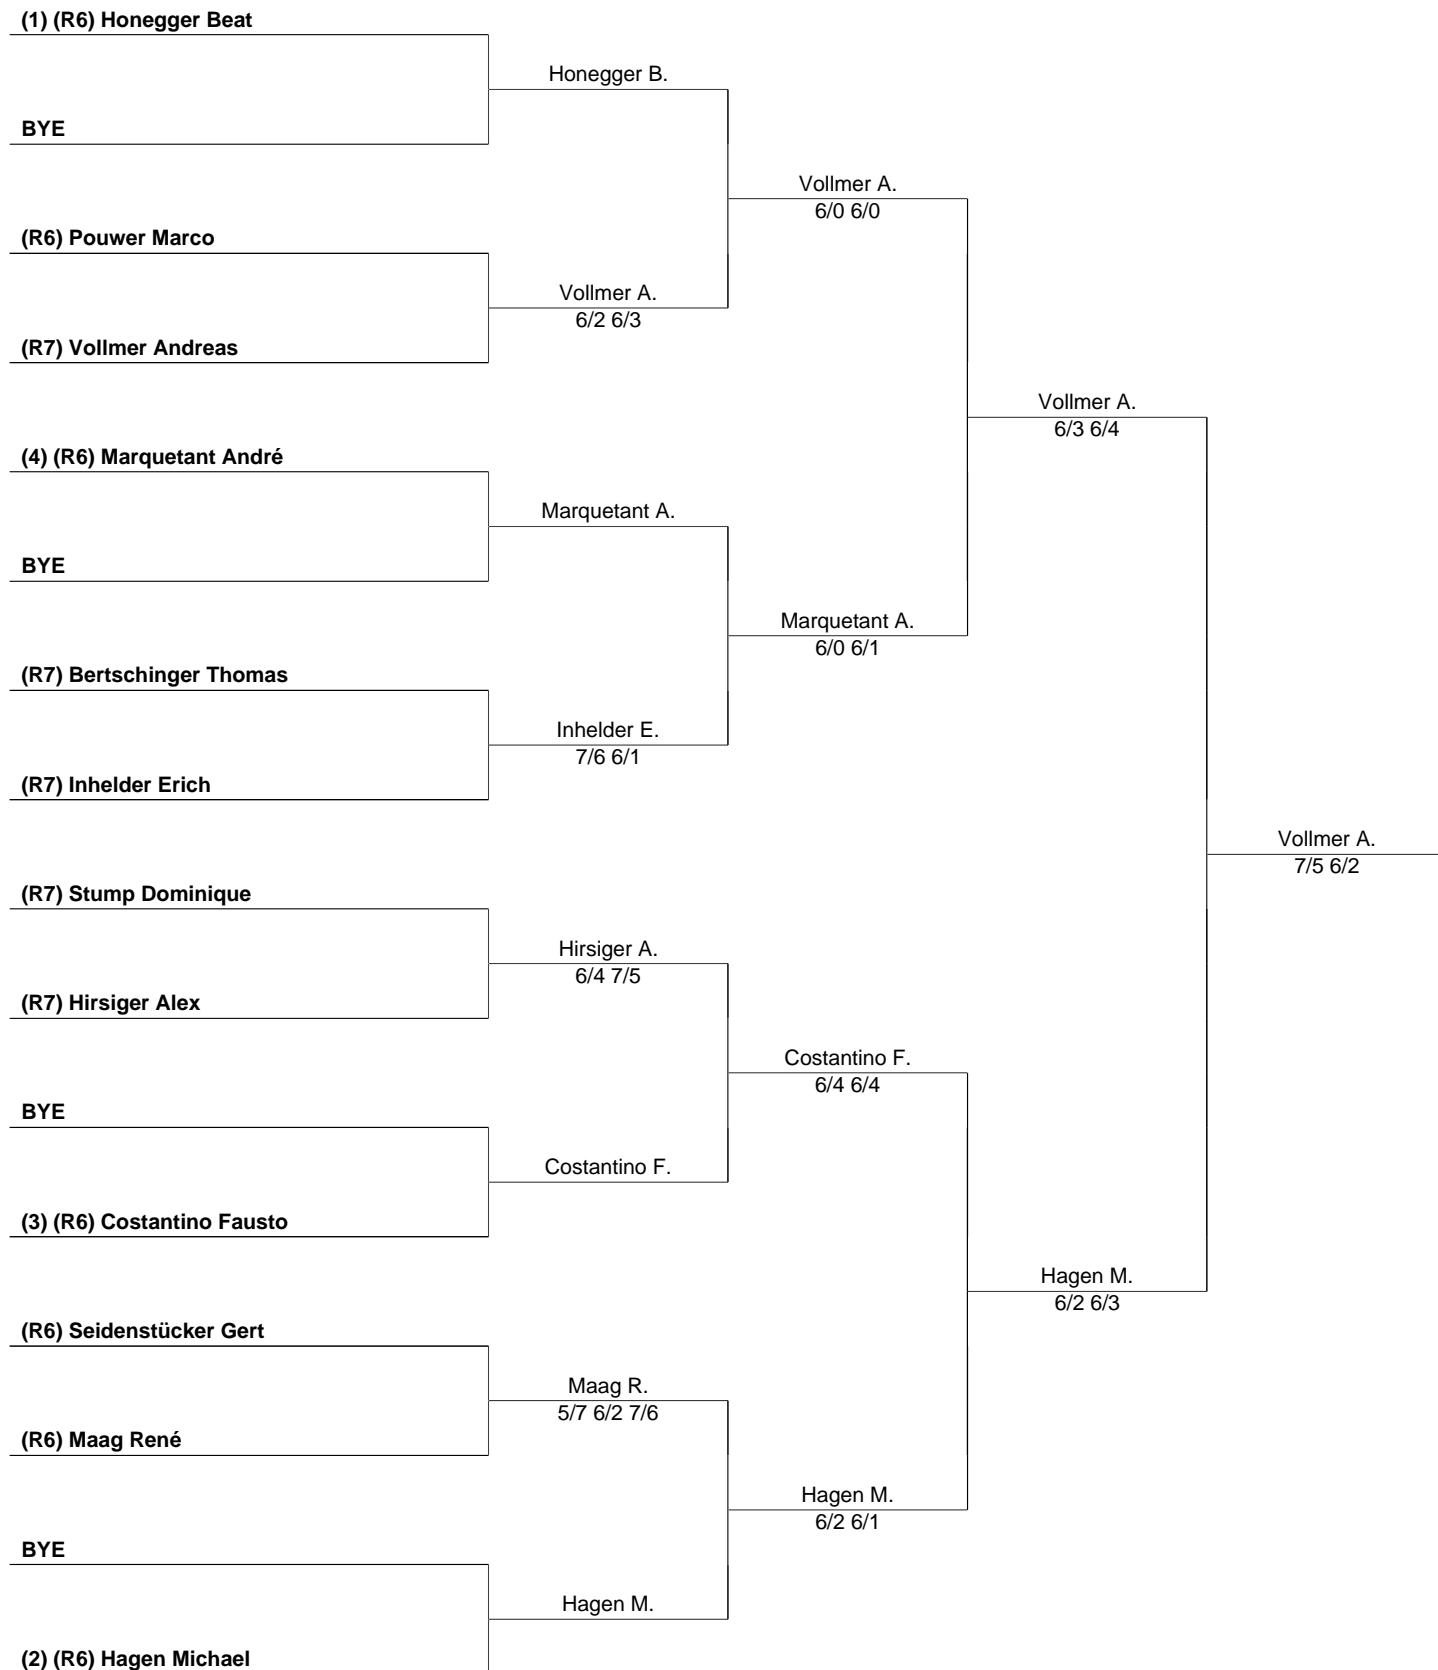 (1) (R6) Honegger Beat
Honegger B.
BYE
Vollmer A.
6/0 6/0
(R6) Pouwer Marco
Vollmer A.
6/2 6/3
(R7) Vollmer Andreas
Vollmer A.
6/3 6/4
(4) (R6) Marquetant André
Marquetant A.
BYE
Marquetant A.
6/0 6/1
(R7) Bertschinger Thomas
Inhelder E.
7/6 6/1
(R7) Inhelder Erich
Vollmer A.
7/5 6/2
(R7) Stump Dominique
Hirsiger A.
6/4 7/5
(R7) Hirsiger Alex
Costantino F.
6/4 6/4
BYE
Costantino F.
(3) (R6) Costantino Fausto
Hagen M.
6/2 6/3
(R6) Seidenstücker Gert
Maag R.
5/7 6/2 7/6
(R6) Maag René
Hagen M.
6/2 6/1
BYE
Hagen M.
(2) (R6) Hagen Michael